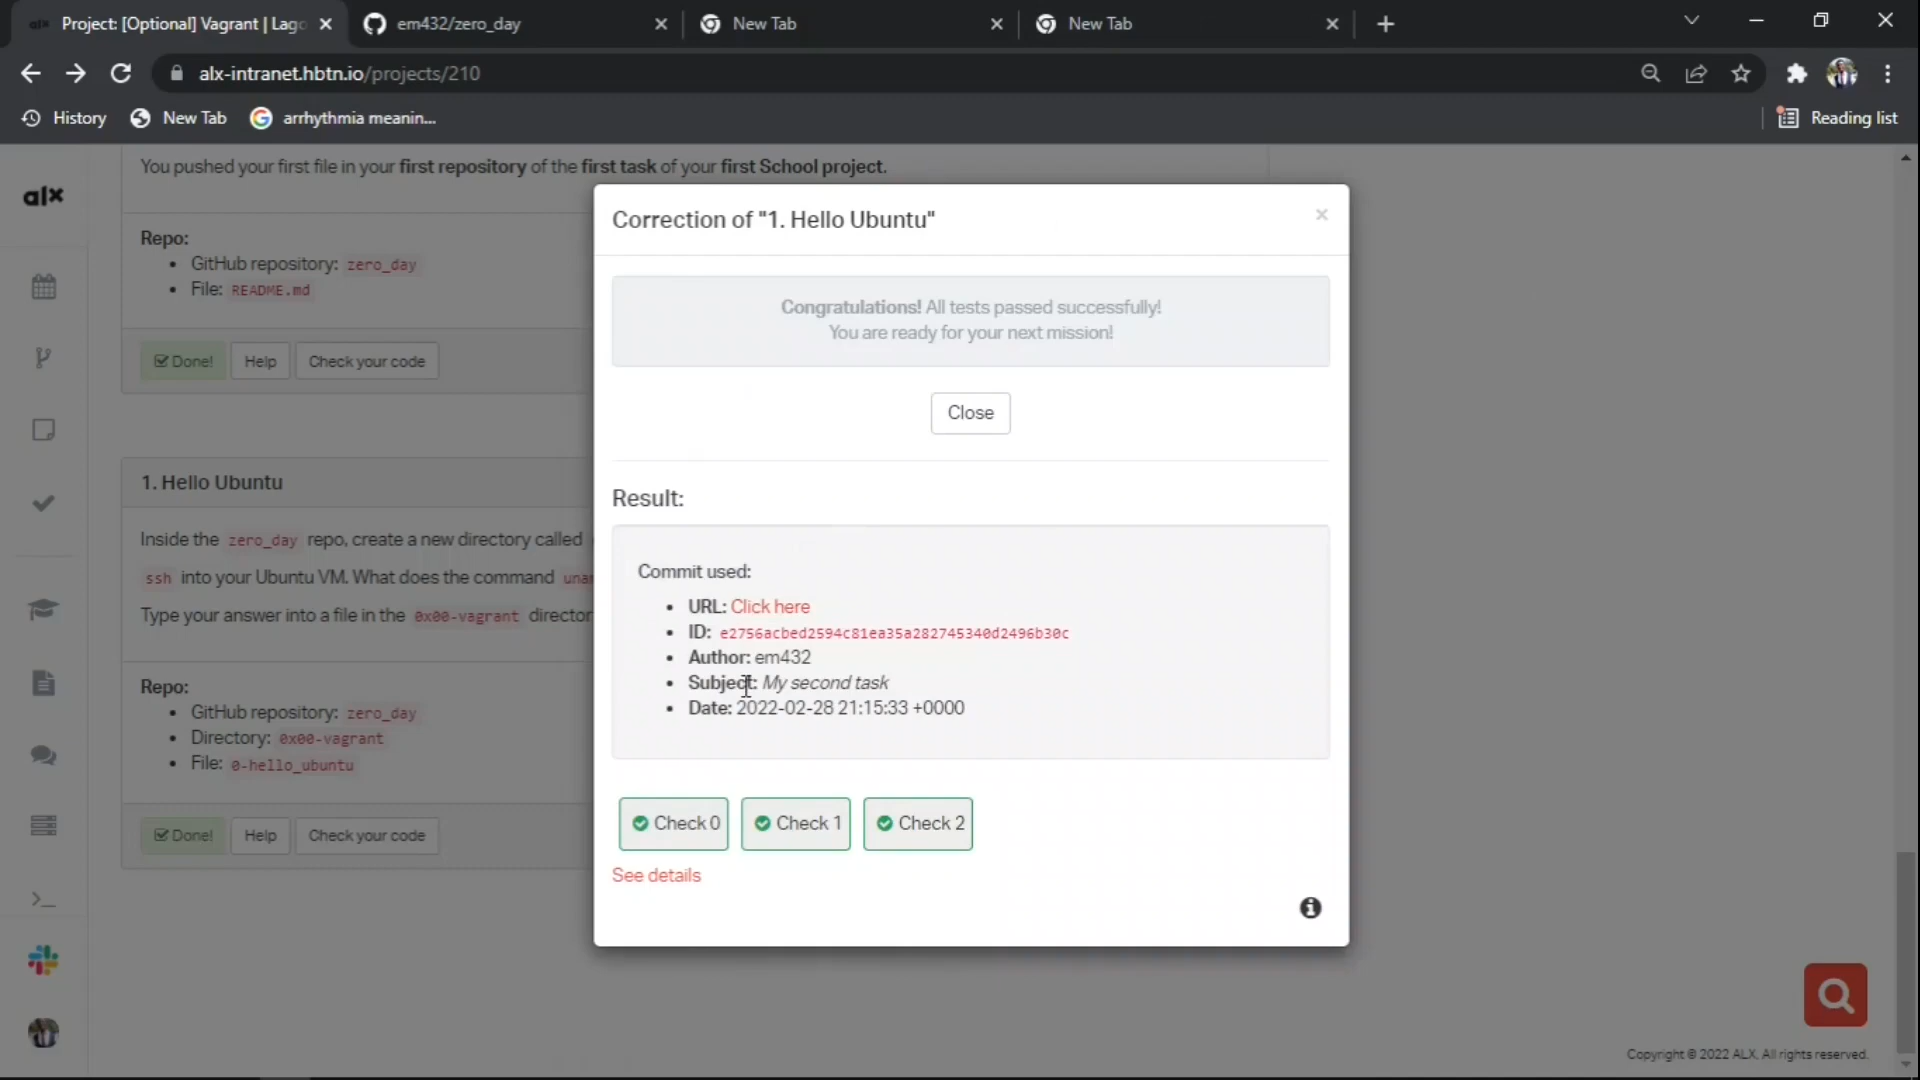 Project: [Optional] Vagrant | Lago
em432/zero_day
New Tab
New Tab
alx-intranet.hbtn.io/projects/210
History
New Tab
arrhythmia meanin...
Reading list
You pushed your first file in your first repository of the first task of your first School project.
alx
Repo:
GitHub repository: zero_day
File: README.md
Done!
Help
Check your code
1. Hello Ubuntu
Inside the zero_day repo, create a new directory called
ssh into your Ubuntu VM. What does the command
Type your answer into a file in the 0x00-vagrant
Repo:
GitHub repository: zero_day
Directory: 0x00-vagrant
File: 0-hello_ubuntu
Done!
Help
Check your code
Correction of "1. Hello Ubuntu"
×
Congratulations! All tests passed successfully!
You are ready for your next mission!
Close
Result:
Commit used:
URL: Click here
ID: e2756acbed2594c81ea35a282745340d2496b30c
Author: em432
Subject: My second task
Date: 2022-02-28 21:15:33 +0000
Check 0
Check 1
Check 2
See details
Copyright © 2022 ALX, All rights reserved.